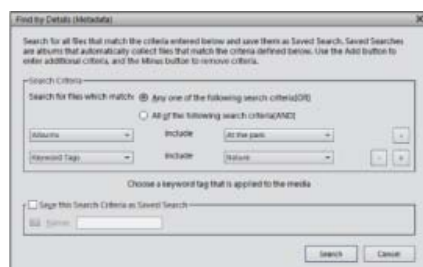 Find by Details (Metadata)
Search for all files that match the criteria entered below and save them as Saved Search. Saved Searches
are albums that automatically collect files that match the criteria defined below. Use the Add button to
enter additional criteria, and the Minus button to remove criteria.
Search Criteria
Search for files which match: Any one of the following search criteria(OR)
All of the following search criteria(AND)
Albums Include At the park -
Keyword Tags Include Nature - +
Choose a keyword tag that is applied to the media
Save this Search Criteria as Saved Search
Name:
Search Cancel